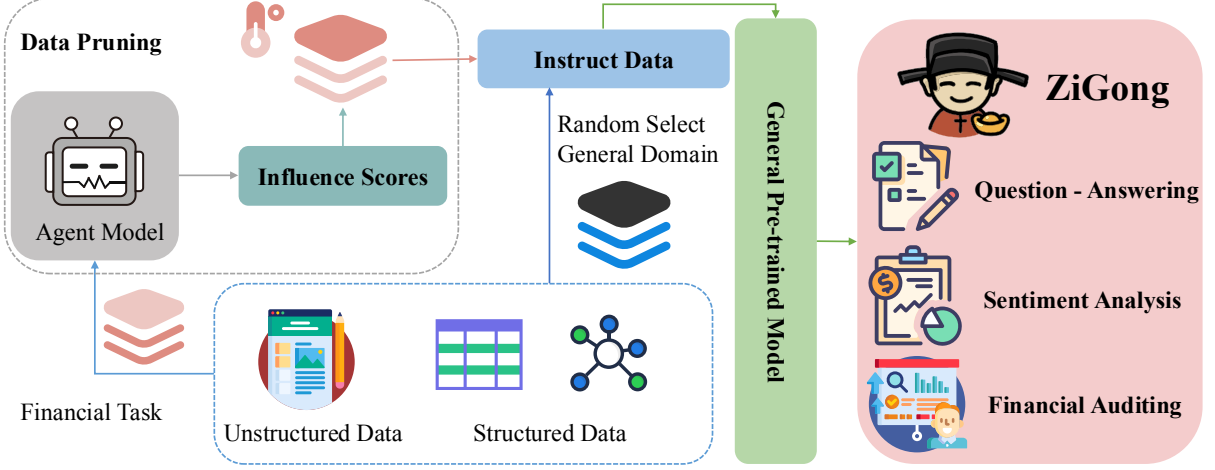 Data Pruning
Agent Model
Influence Scores
Instruct Data
Random Select
General Domain
Financial Task
Unstructured Data
Structured Data
General Pre-trained Model
ZiGong
Question - Answering
Sentiment Analysis
Financial Auditing